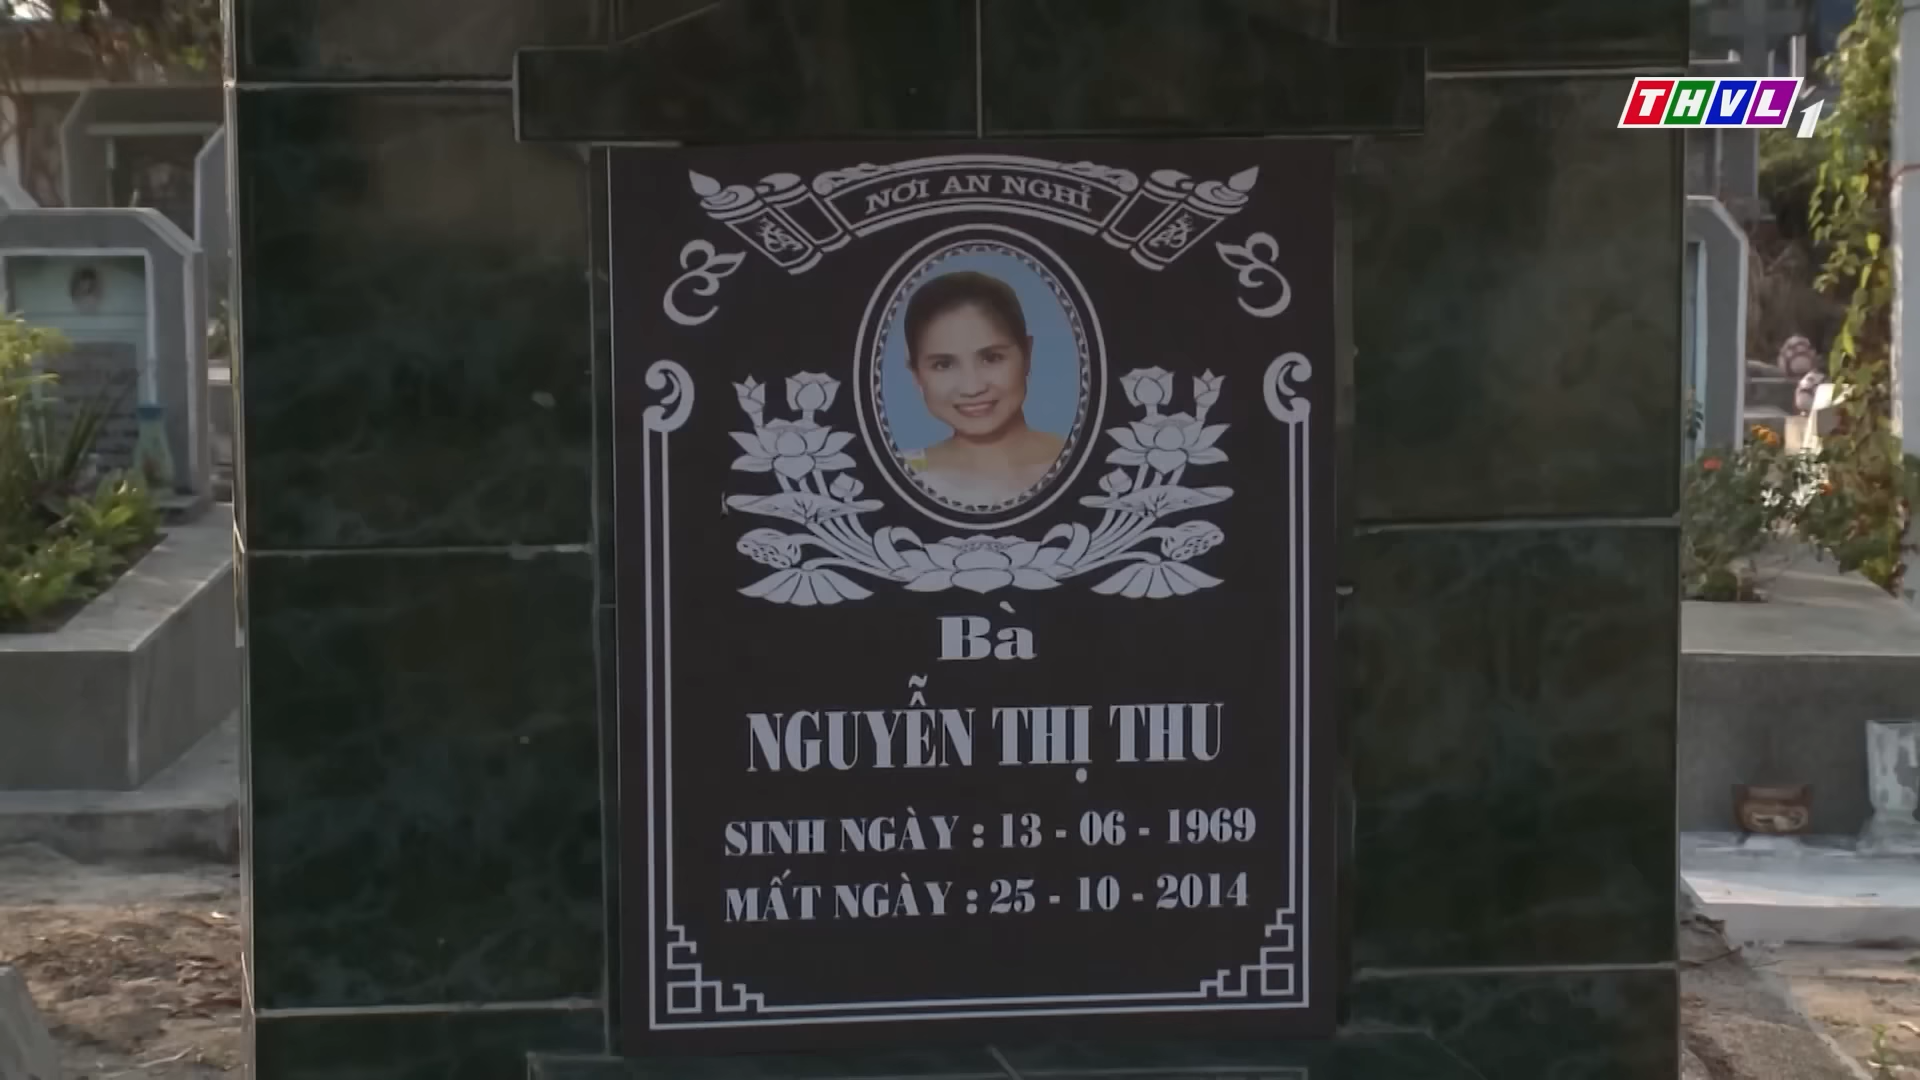 THVL1
NƠI AN NGHỈ
Bà
NGUYỄN THỊ THU
SINH NGÀY : 13 - 06 - 1969
MẤT NGÀY : 25 - 10 - 2014